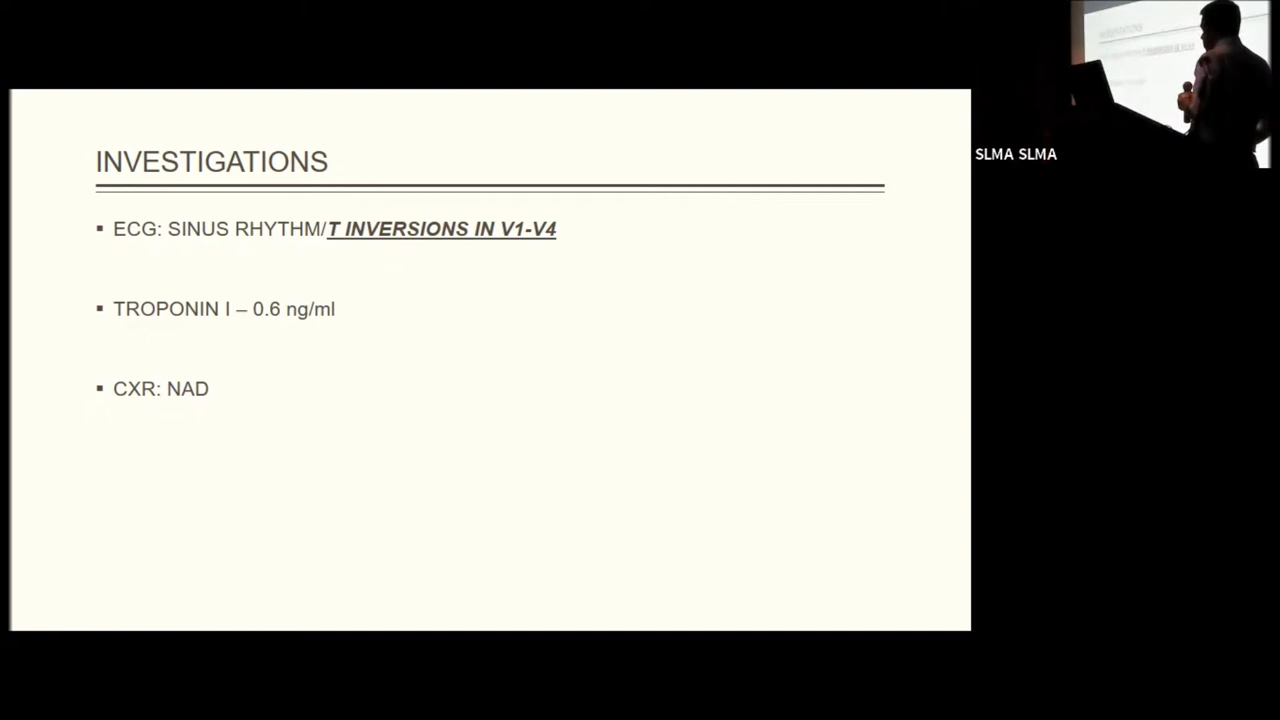 INVESTIGATIONS
▪ ECG: SINUS RHYTHM/T INVERSIONS IN V1-V4
▪ TROPONIN I – 0.6 ng/ml
▪ CXR: NAD
SLMA SLMA